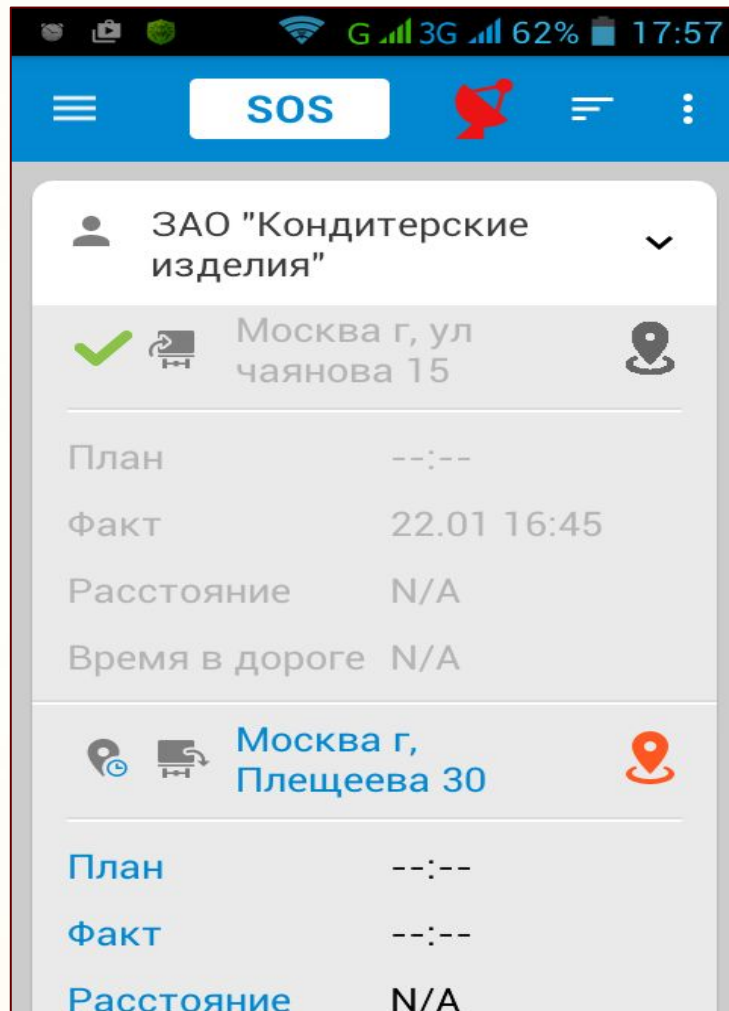 G 3G 62% 17:57
SOS
ЗАО "Кондитерские
изделия"
Москва г, ул
чаянова 15
План --:--
Факт 22.01 16:45
Расстояние N/A
Время в дороге N/A
Москва г,
Плещеева 30
План --:--
Факт --:--
Расстояние N/A